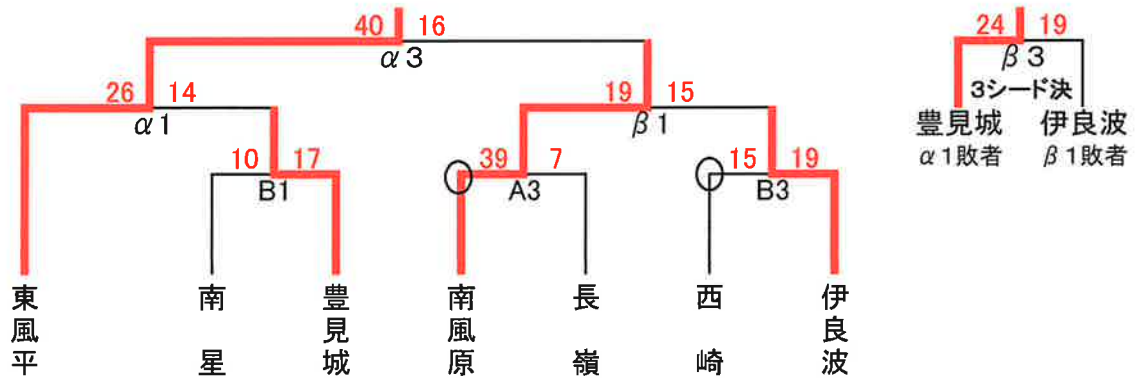 40 16
α3
24 19
β3
3シード決
豊見城 伊良波
α1敗者 β1敗者
26 14
α1
19 15
β1
10 17
B1
39 7
A3
15 19
B3
東風平
南星
豊見城
南風原
長嶺
西崎
伊良波